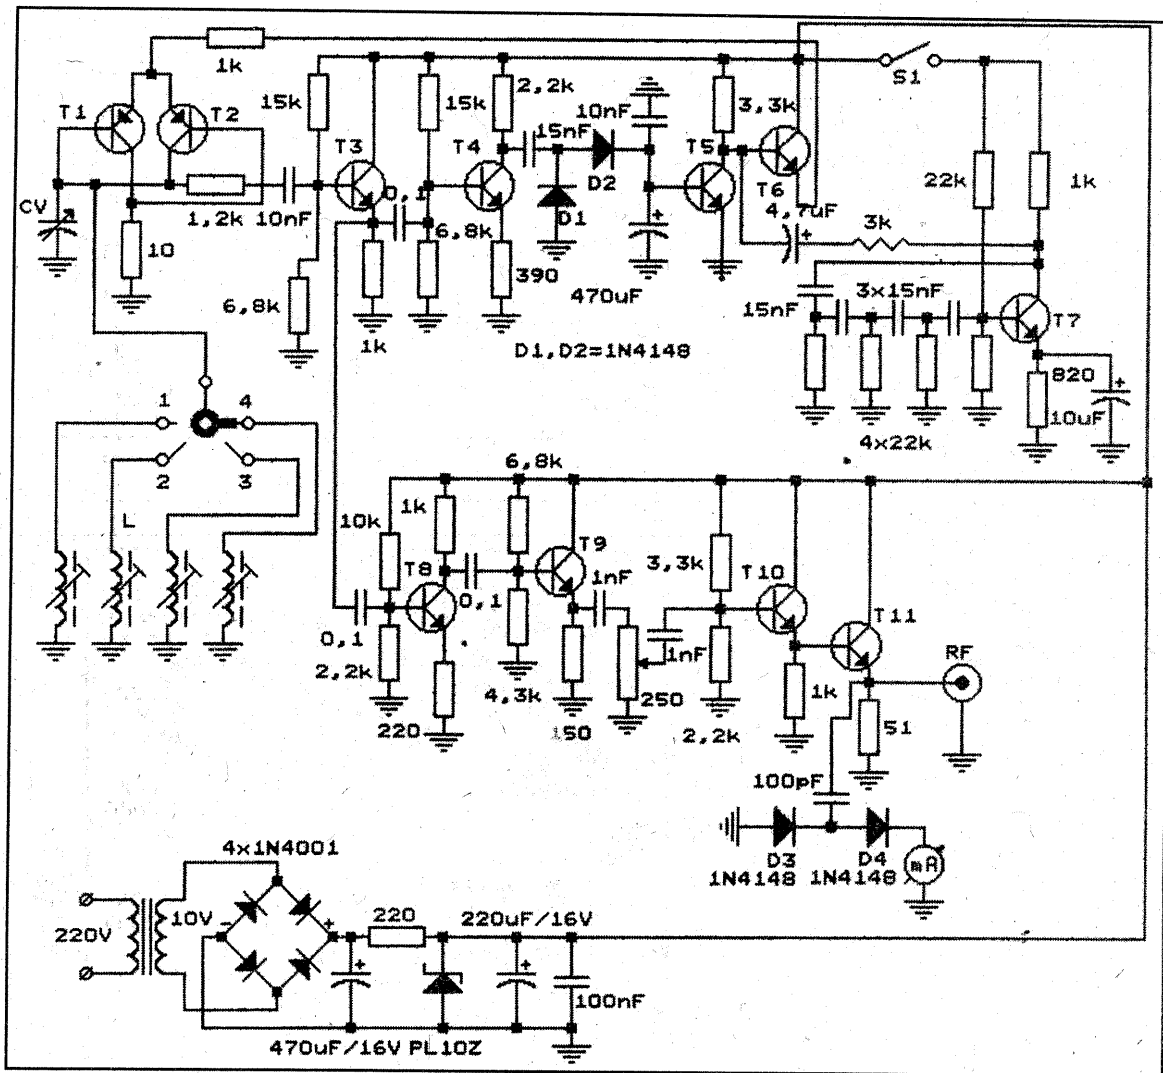 1k
S1
T1
T2
15k
15k
2,2k
10nF
3,3k
15nF
T3
T4
T5
T6
D2
D1
0,1
22k
1k
CV
1,2k
10nF
4,7uF
3k
10
6,8k
390
6,8k
470uF
15nF
3x15nF
T7
1k
D1,D2=1N4148
820
10uF
1
4
2
3
4x22k
6,8k
L
10k
1k
T9
T8
1nF
3,3k
T10
0,1
T11
0,1
1nF
RF
2,2k
4,3k
250
1k
220
150
2,2k
51
100pF
D3
D4
1N4148
1N4148
mA
4x1N4001
10V
220
220uF/16V
220V
100nF
470uF/16V
PL10Z